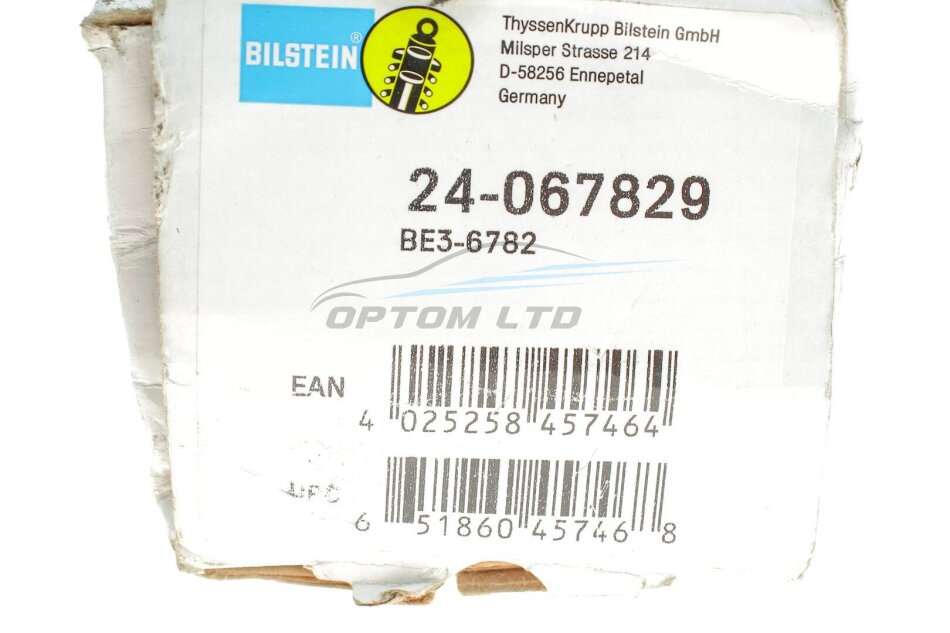 BILSTEIN®
ThyssenKrupp Bilstein GmbH
Milsper Strasse 214
D-58256 Ennepetal
Germany
24-067829
BE3-6782
OPTOM LTD
EAN
4 025258 457464
UPC
6 51860 45746 8